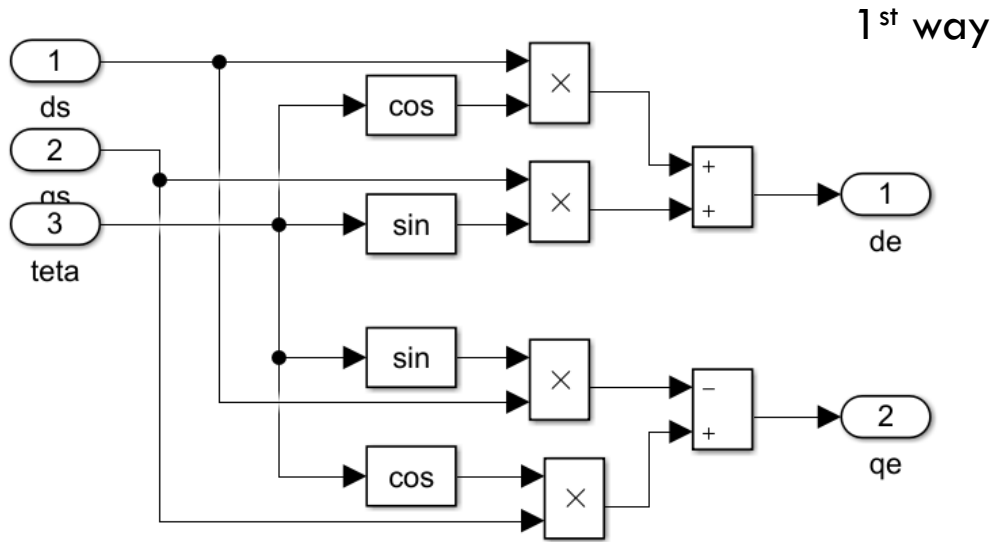 1st way
1
ds
2
qs
3
teta
cos
sin
sin
cos
×
×
×
×
+
+
−
+
1
de
2
qe